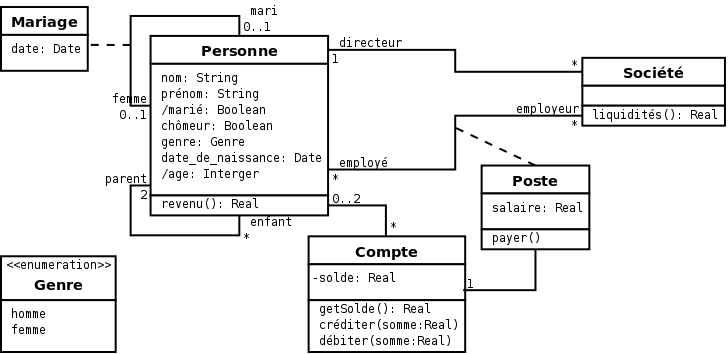 Mariage
date: Date
mari
0..1
femme
0..1
Personne
nom: String
prénom: String
/marié: Boolean
chômeur: Boolean
genre: Genre
date_de_naissance: Date
/age: Interger
revenu(): Real
directeur
1
*
Société
liquidités(): Real
employeur
*
employé
*
parent
2
enfant
*
0..2
*
Poste
salaire: Real
payer()
1
Compte
-solde: Real
getSolde(): Real
créditer(somme:Real)
débiter(somme:Real)
<<enumeration>>
Genre
homme
femme